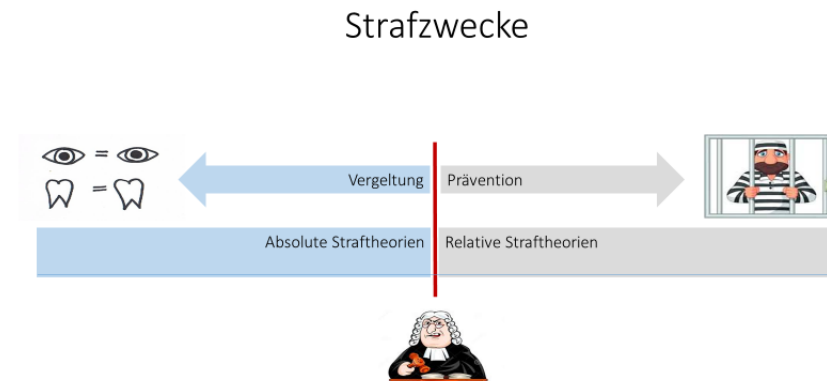 Strafzwecke
=
=
Vergeltung
Prävention
Absolute Straftheorien
Relative Straftheorien